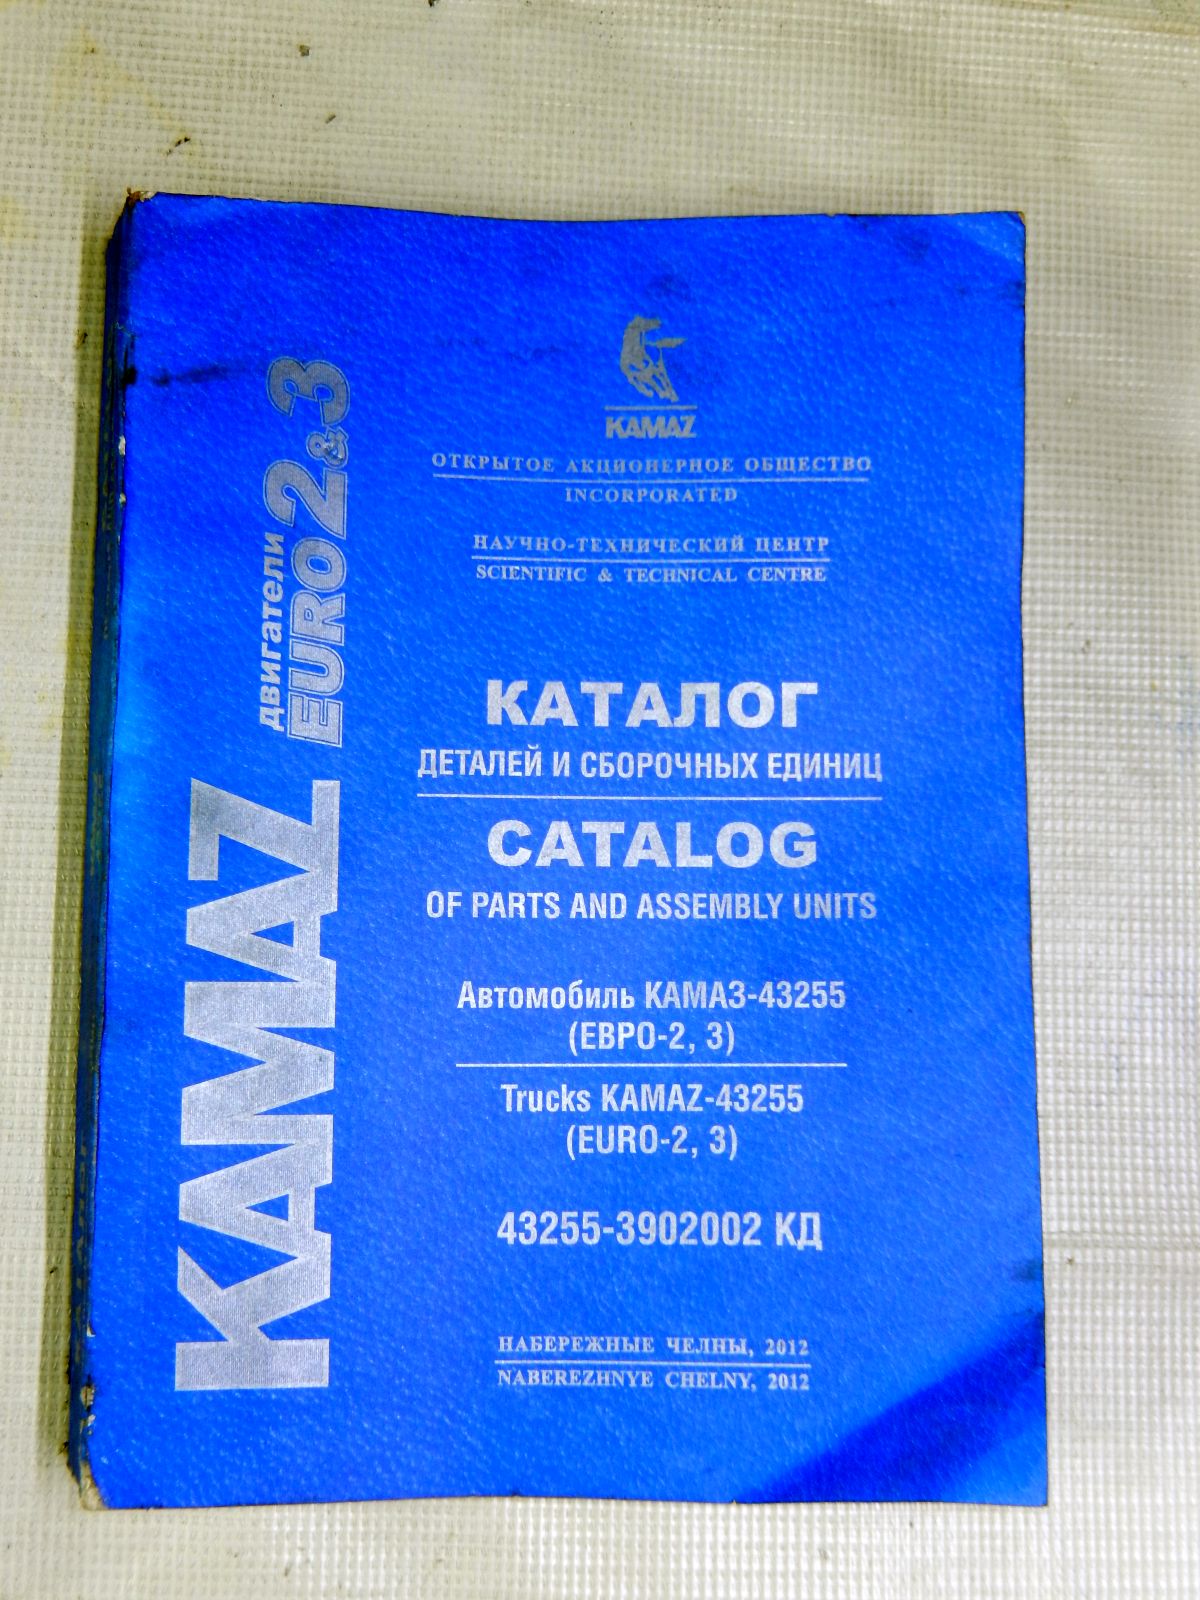 KAMAZ
двигатели
EURO 2&3
KAMAZ
ОТКРЫТОЕ АКЦИОНЕРНОЕ ОБЩЕСТВО
INCORPORATED
НАУЧНО-ТЕХНИЧЕСКИЙ ЦЕНТР
SCIENTIFIC & TECHNICAL CENTRE
КАТАЛОГ
ДЕТАЛЕЙ И СБОРОЧНЫХ ЕДИНИЦ
CATALOG
OF PARTS AND ASSEMBLY UNITS
Автомобиль КАМАЗ-43255
(ЕВРО-2, 3)
Trucks KAMAZ-43255
(EURO-2, 3)
43255-3902002 КД
НАБЕРЕЖНЫЕ ЧЕЛНЫ, 2012
NABEREZHNYE CHELNY, 2012